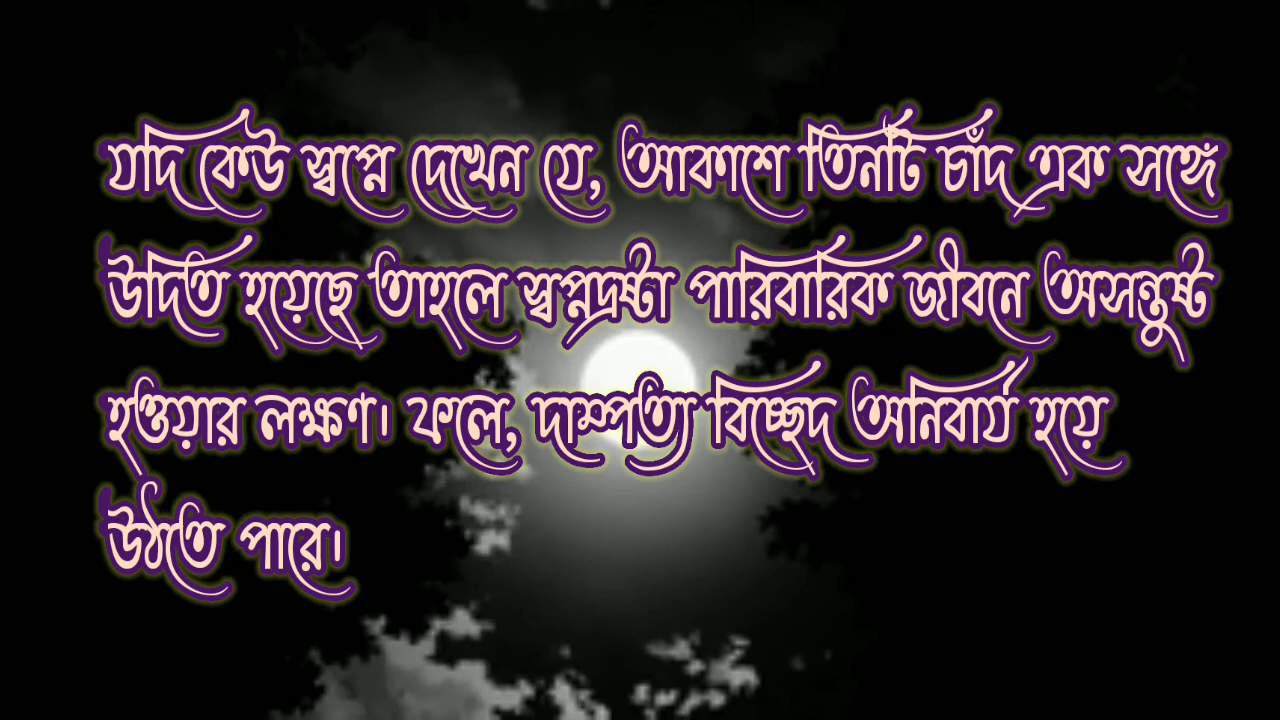 যদি কেউ স্বপ্নে দেখেন যে, আকাশে তিনটি চাঁদ এক সঙ্গে
উদিত হয়েছে তাহলে স্বপ্নদ্রষ্টা পারিবারিক জীবনে অসন্তুষ্ট
হওয়ার লক্ষণ। ফলে, দাম্পত্য বিচ্ছেদ অনিবার্য হয়ে
উঠতে পারে।